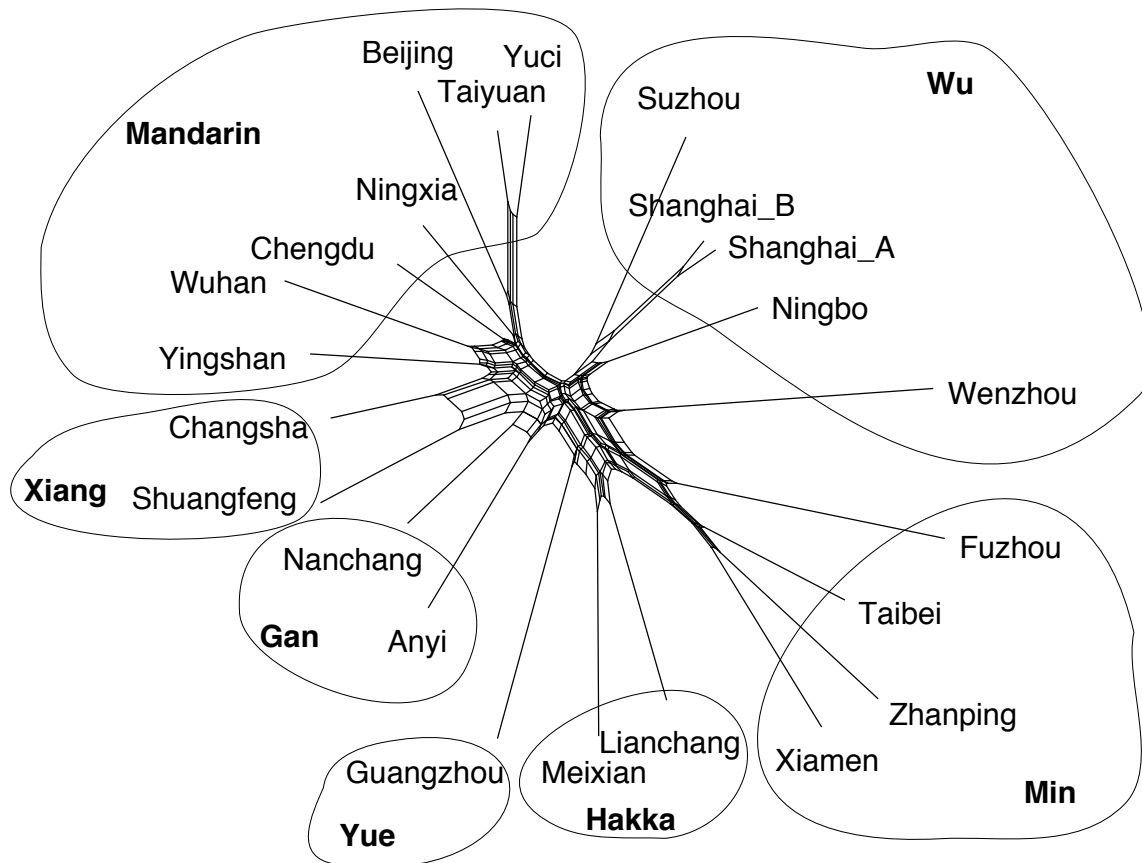 Beijing
Yuci
Taiyuan
Mandarin
Ningxia
Chengdu
Wuhan
Yingshan
Wu
Suzhou
Shanghai_B
Shanghai_A
Ningbo
Wenzhou
Changsha
Xiang
Shuangfeng
Nanchang
Gan
Anyi
Guangzhou
Yue
Lianchang
Meixian
Hakka
Fuzhou
Taibei
Zhanping
Xiamen
Min